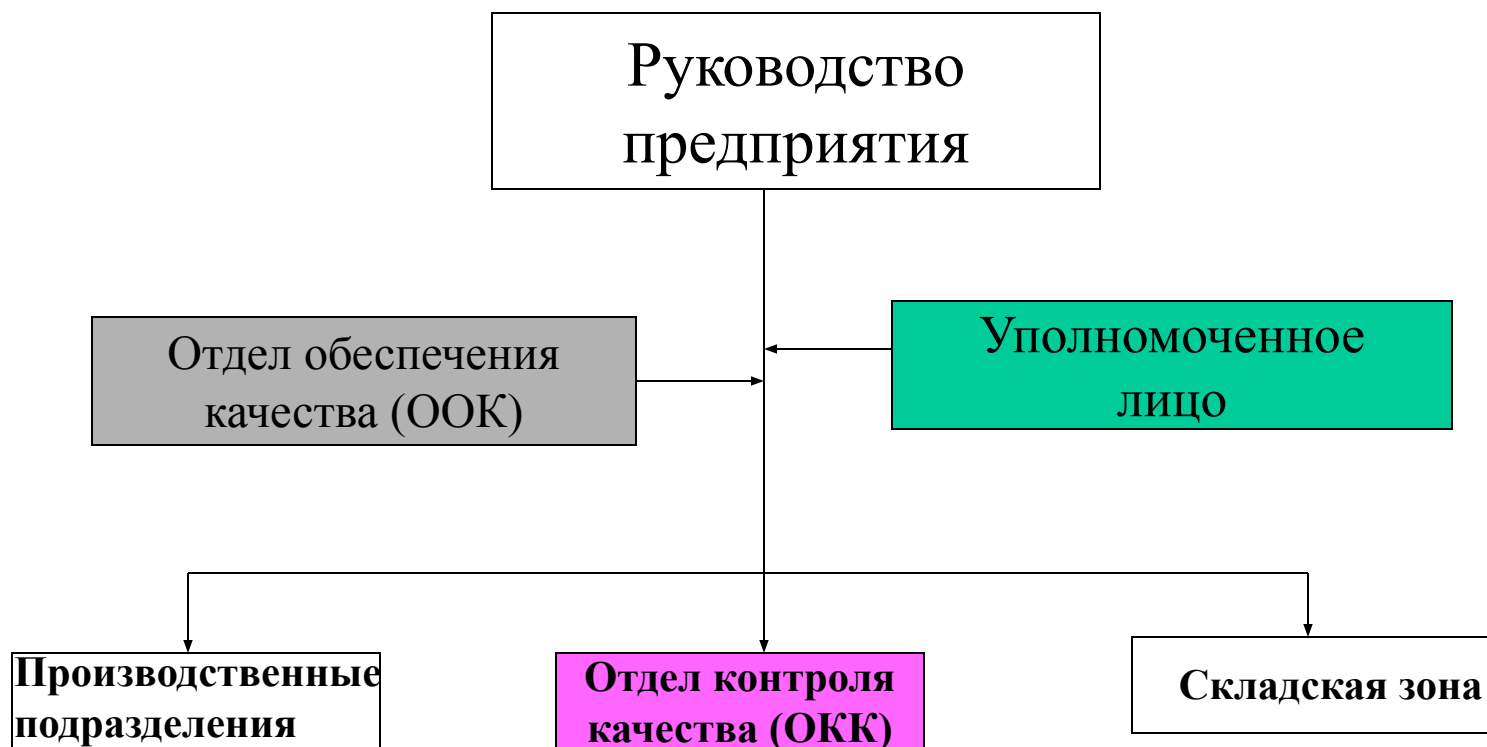 Руководство
предприятия
Отдел обеспечения
качества (ООК)
Уполномоченное
лицо
Производственные
подразделения
Отдел контроля
качества (ОКК)
Складская зона